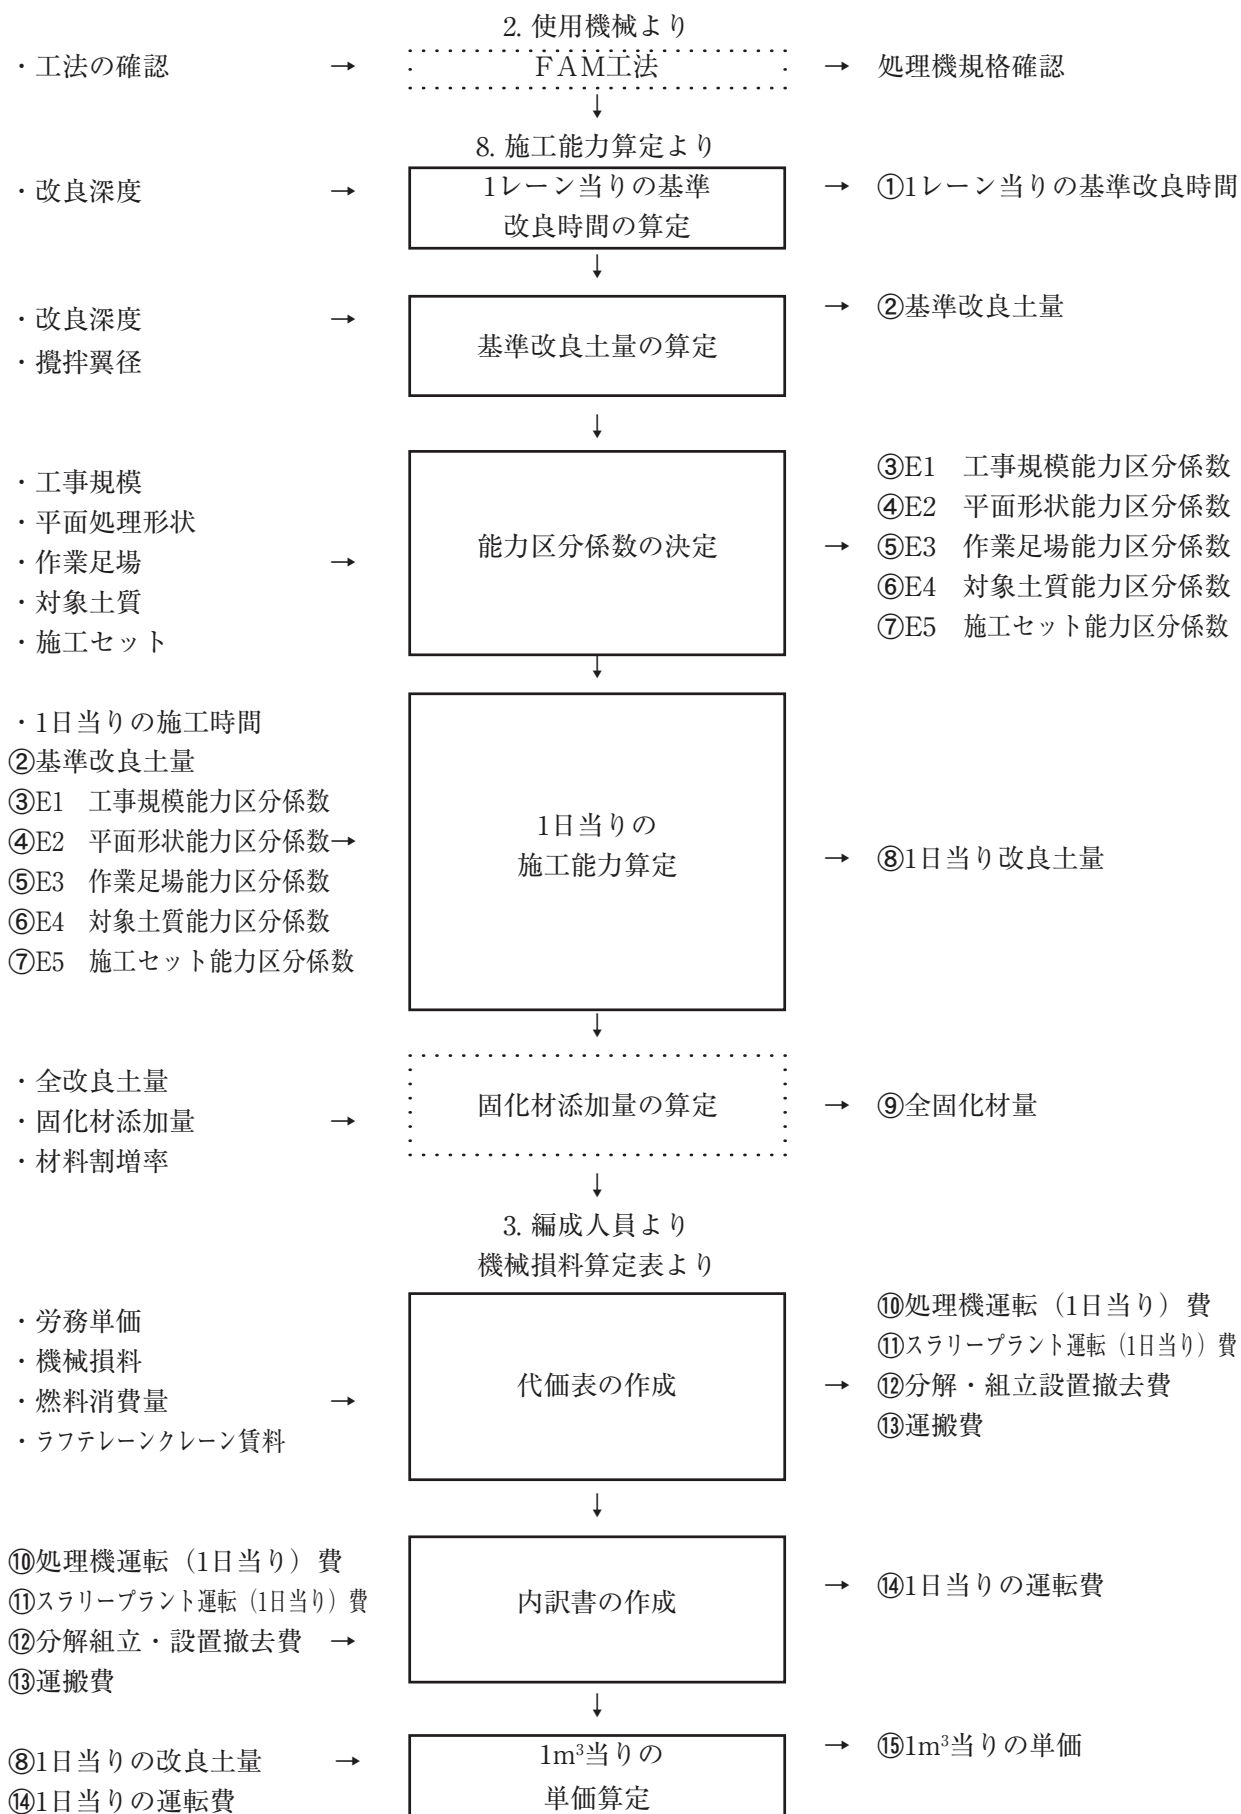 2. 使用機械より
・工法の確認 → FAM工法 → 処理機規格確認
↓
8. 施工能力算定より
・改良深度 → 1レーン当りの基準 → ①1レーン当りの基準改良時間
改良時間の算定
↓
・改良深度 → → ②基準改良土量
・攪拌翼径
基準改良土量の算定
↓
・工事規模
・平面処理形状
・作業足場 →
・対象土質
・施工セット
能力区分係数の決定 →
③E1 工事規模能力区分係数
④E2 平面形状能力区分係数
⑤E3 作業足場能力区分係数
⑥E4 対象土質能力区分係数
⑦E5 施工セット能力区分係数
↓
・1日当りの施工時間
②基準改良土量
③E1 工事規模能力区分係数
④E2 平面形状能力区分係数→
⑤E3 作業足場能力区分係数
⑥E4 対象土質能力区分係数
⑦E5 施工セット能力区分係数
1日当りの
施工能力算定
→ ⑧1日当り改良土量
↓
・全改良土量
・固化材添加量 →
・材料割増率
固化材添加量の算定 → ⑨全固化材量
↓
3. 編成人員より
機械損料算定表より
・労務単価
・機械損料
・燃料消費量 →
・ラフテレーンクレーン賃料
代価表の作成 →
⑩処理機運転（1日当り）費
⑪スラリープラント運転（1日当り）費
⑫分解・組立設置撤去費
⑬運搬費
↓
⑩処理機運転（1日当り）費
⑪スラリープラント運転（1日当り）費
⑫分解組立・設置撤去費 →
⑬運搬費
内訳書の作成 → ⑭1日当りの運転費
↓
⑧1日当りの改良土量 →
⑭1日当りの運転費
1m³当りの
単価算定
→ ⑮1m³当りの単価